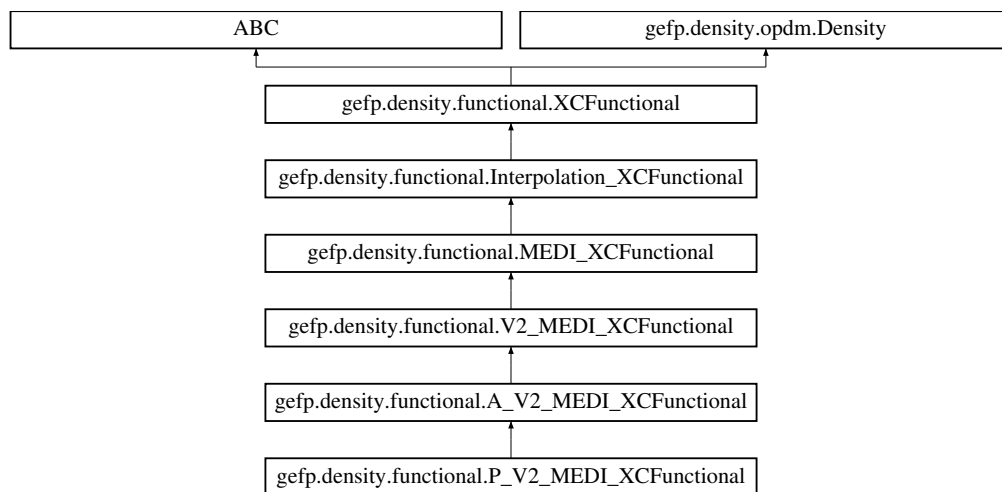 ABC
gefp.density.opdm.Density
gefp.density.functional.XCFunctional
gefp.density.functional.Interpolation_XCFunctional
gefp.density.functional.MEDI_XCFunctional
gefp.density.functional.V2_MEDI_XCFunctional
gefp.density.functional.A_V2_MEDI_XCFunctional
gefp.density.functional.P_V2_MEDI_XCFunctional